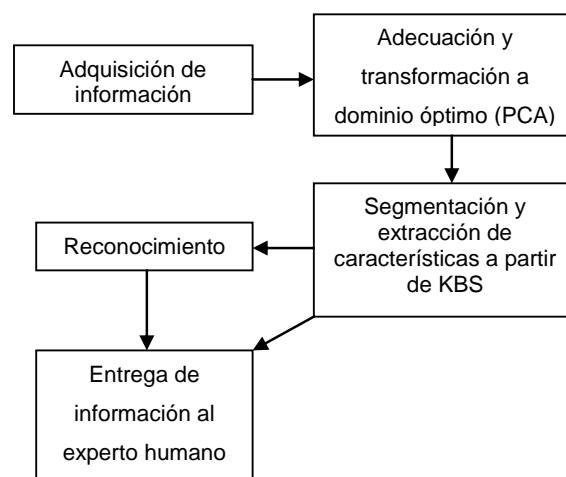 Adquisición de
información
Adecuación y
transformación a
dominio óptimo (PCA)
Segmentación y
extracción de
características a partir
de KBS
Reconocimiento
Entrega de
información al
experto humano